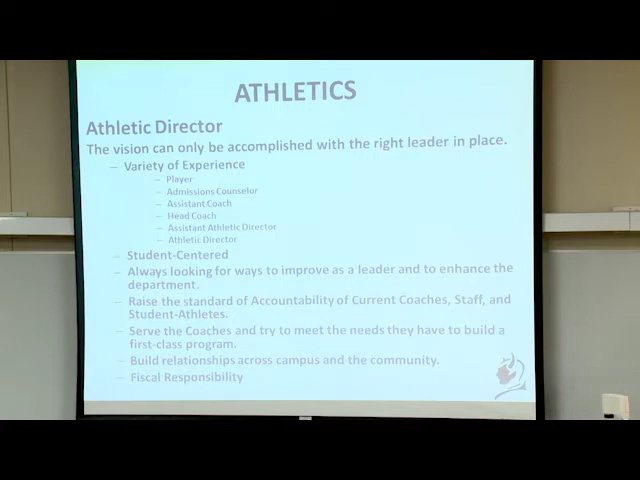 ATHLETICS
Athletic Director
The vision can only be accomplished with the right leader in place.
– Variety of Experience
– Player
– Admissions Counselor
– Assistant Coach
– Head Coach
– Assistant Athletic Director
– Athletic Director
– Student-Centered
– Always looking for ways to improve as a leader and to enhance the
department.
– Raise the standard of Accountability of Current Coaches, Staff, and
Student-Athletes.
– Serve the Coaches and try to meet the needs they have to build a
first-class program.
– Build relationships across campus and the community.
– Fiscal Responsibility